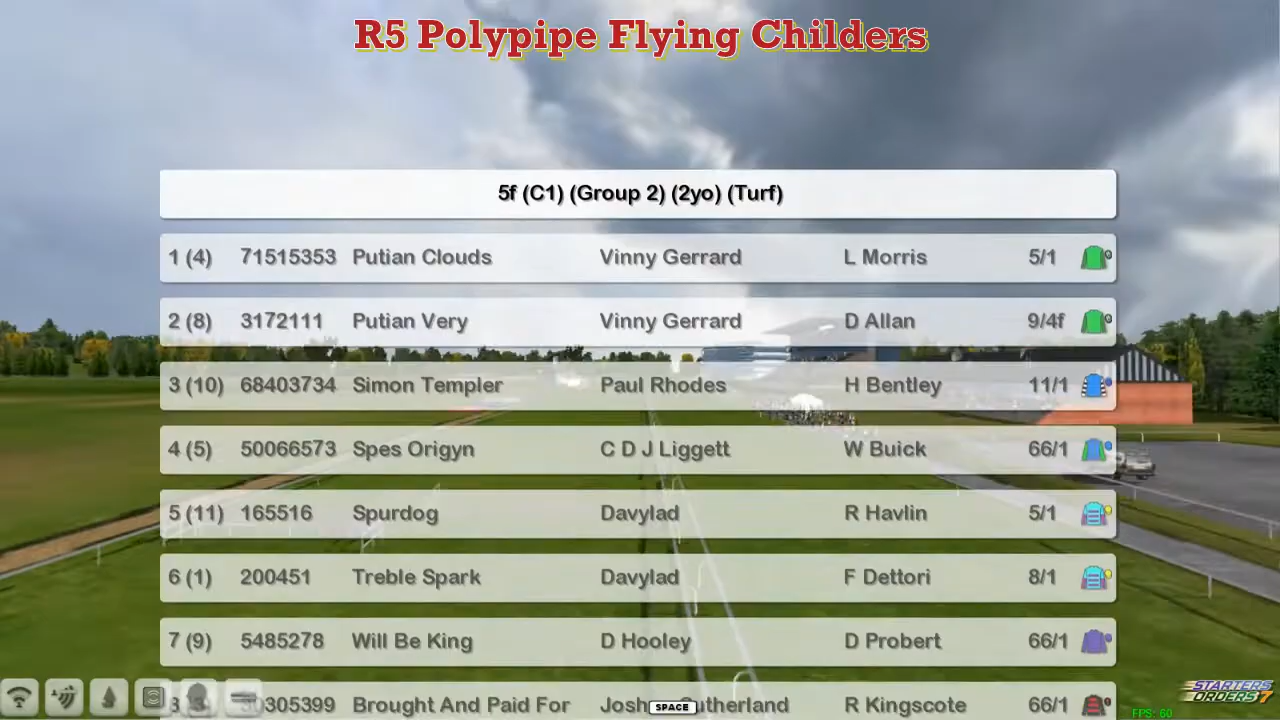 R5 Polypipe Flying Childers
5f (C1) (Group 2) (2yo) (Turf)
1 (4) 71515353 Putian Clouds Vinny Gerrard L Morris 5/1
2 (8) 3172111 Putian Very Vinny Gerrard D Allan 9/4f
3 (10) 68403734 Simon Templer Paul Rhodes H Bentley 11/1
4 (5) 50066573 Spes Origyn C D J Liggett W Buick 66/1
5 (11) 165516 Spurdog Davylad R Havlin 5/1
6 (1) 200451 Treble Spark Davylad F Dettori 8/1
7 (9) 5485278 Will Be King D Hooley D Probert 66/1
Brought And Paid For R Kingscote 66/1
SPACE
STARTERS ORDERS 7
FPS: 60